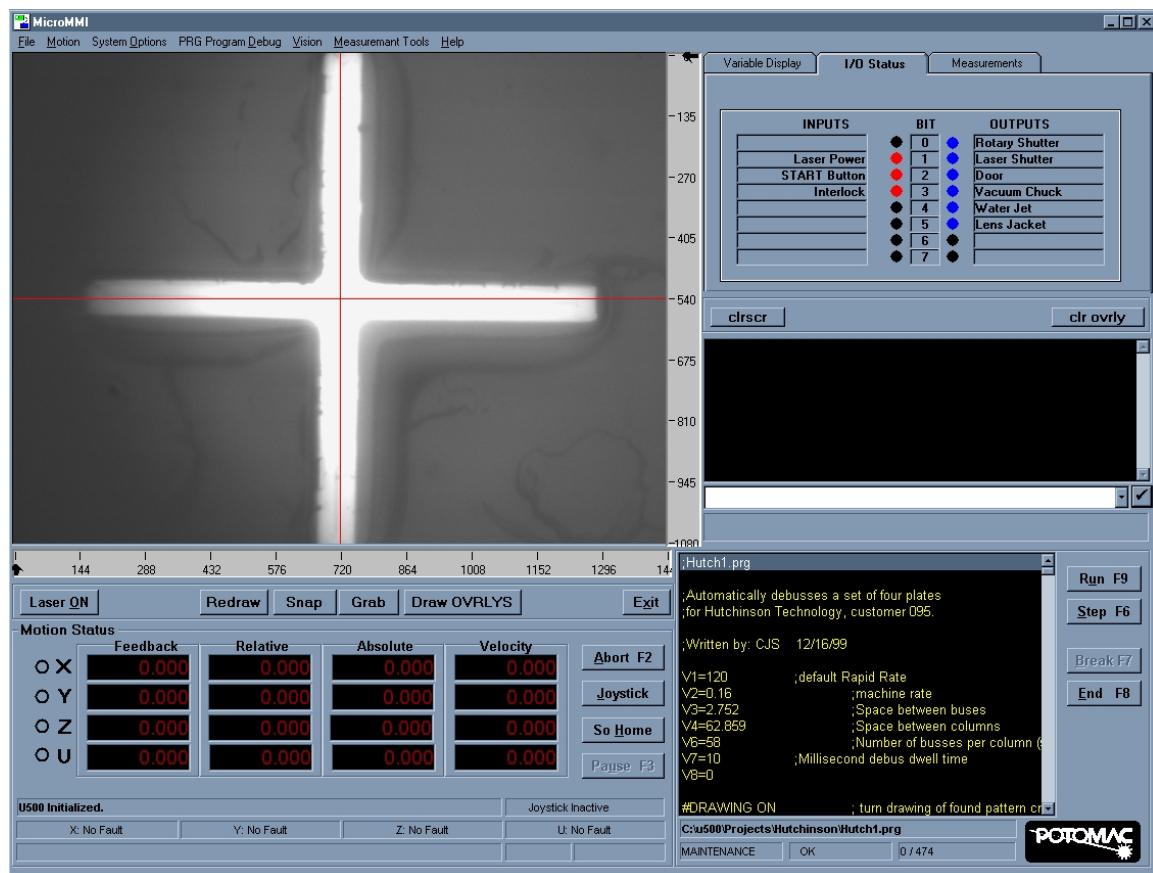 MicroMMI
File Motion System Options PRG Program Debug Vision Measuremant Tools Help
Variable Display I/O Status Measurements
INPUTS BIT OUTPUTS
0 Rotary Shutter
Laser Power 1 Laser Shutter
START Button 2 Door
Interlock 3 Vacuum Chuck
4 Water Jet
5 Lens Jacket
6
7
-135
-270
-405
-540
-675
-810
-945
-1080
clrscr clr ovrly
144 288 432 576 720 864 1008 1152 1296 144
Laser ON Redraw Snap Grab Draw OVRLYS Exit
Motion Status
Feedback Relative Absolute Velocity
X 0.000 0.000 0.000 0.000
Y 0.000 0.000 0.000 0.000
Z 0.000 0.000 0.000 0.000
U 0.000 0.000 0.000 0.000
Abort F2
Joystick
So Home
Pause F3
U500 Initialized. Joystick Inactive
X: No Fault Y: No Fault Z: No Fault U: No Fault
;Hutch1.prg
;Automatically debusses a set of four plates
;for Hutchinson Technology, customer 095.
;Written by: CJS 12/16/99
V1=120 ;default Rapid Rate
V2=0.16 ;machine rate
V3=2.752 ;Space between buses
V4=62.859 ;Space between columns
V6=58 ;Number of busses per column (
V7=10 ;Millisecond debus dwell time
V8=0
#DRAWING ON ; turn drawing of found pattern cr
Run F9
Step F6
Break F7
End F8
C:\u500\Projects\Hutchinson\Hutch1.prg
MAINTENANCE OK 0 / 474
POTOMAC